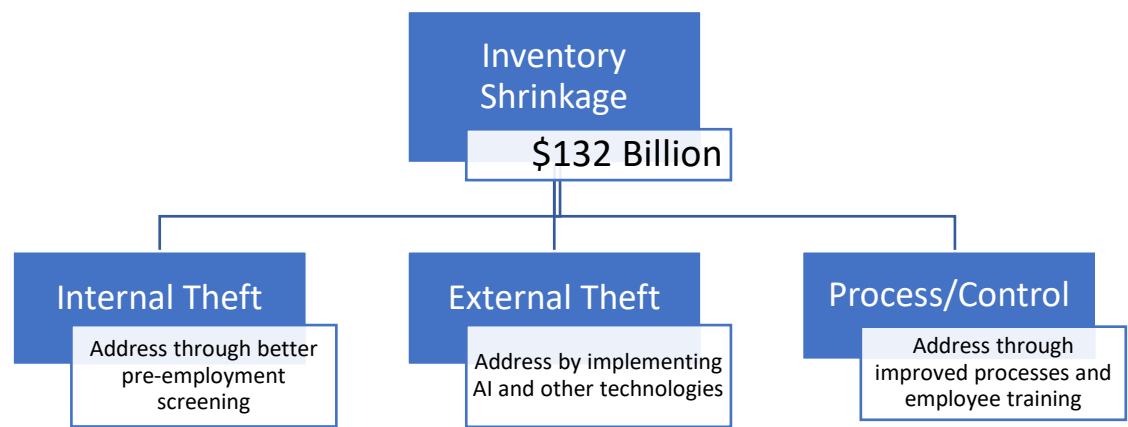 Inventory
Shrinkage
$132 Billion
Internal Theft
Address through better
pre-employment
screening
External Theft
Address by implementing
AI and other technologies
Process/Control
Address through
improved processes and
employee training